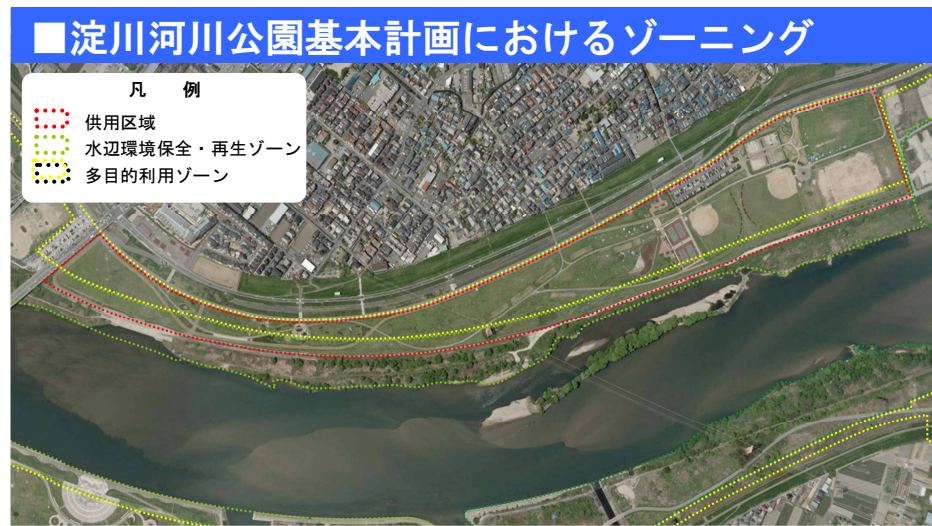 ■淀川河川公園基本計画におけるゾーニング
凡 例
供用区域
水辺環境保全・再生ゾーン
多目的利用ゾーン